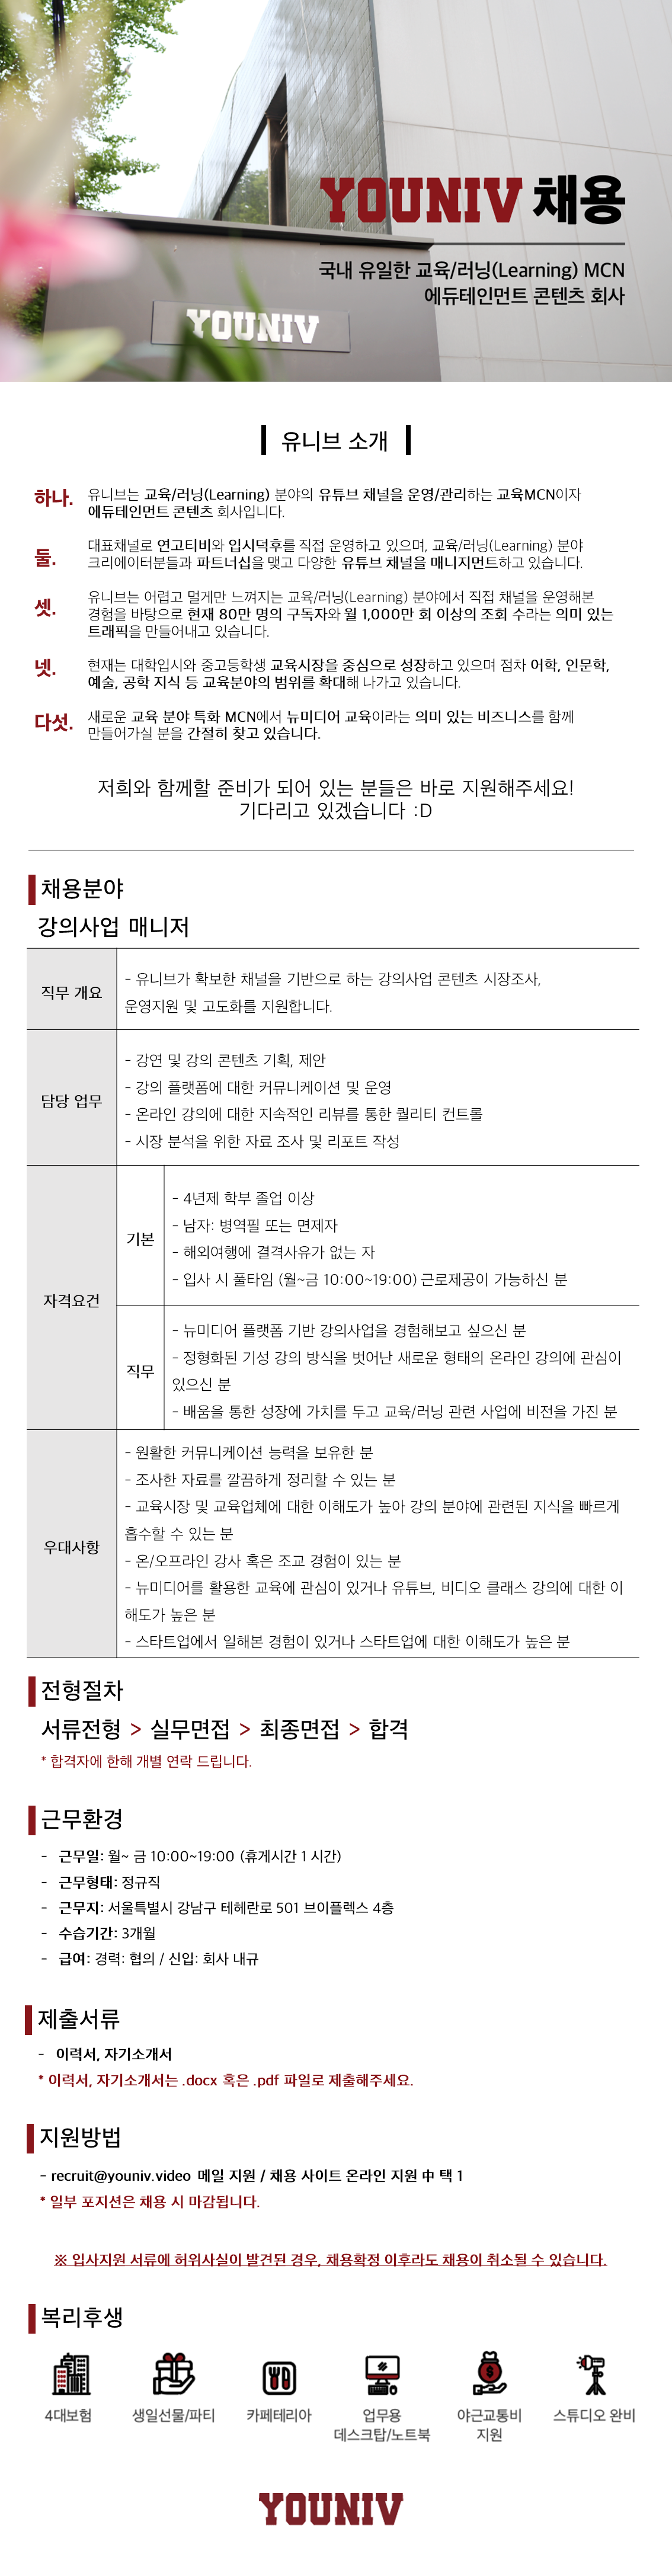 YOUNIV 채용
국내 유일한 교육/러닝(Learning) MCN
에듀테인먼트 콘텐츠 회사
YOUNIV
유니브 소개
하나. 유니브는 교육/러닝(Learning) 분야의 유튜브 채널을 운영/관리하는 교육MCN이자
에듀테인먼트 콘텐츠 회사입니다.
둘. 대표채널로 연고티비와 입시덕후를 직접 운영하고 있으며, 교육/러닝(Learning) 분야
크리에이터분들과 파트너십을 맺고 다양한 유튜브 채널을 매니지먼트하고 있습니다.
셋. 유니브는 어렵고 멀게만 느껴지는 교육/러닝(Learning) 분야에서 직접 채널을 운영해본
경험을 바탕으로 현재 80만 명의 구독자와 월 1,000만 회 이상의 조회 수라는 의미 있는
트래픽을 만들어내고 있습니다.
넷. 현재는 대학입시와 중고등학생 교육시장을 중심으로 성장하고 있으며 점차 어학, 인문학,
예술, 공학 지식 등 교육분야의 범위를 확대해 나가고 있습니다.
다섯. 새로운 교육 분야 특화 MCN에서 뉴미디어 교육이라는 의미 있는 비즈니스를 함께
만들어가실 분을 간절히 찾고 있습니다.
저희와 함께할 준비가 되어 있는 분들은 바로 지원해주세요!
기다리고 있겠습니다 :D
채용분야
강의사업 매니저
직무 개요
- 유니브가 확보한 채널을 기반으로 하는 강의사업 콘텐츠 시장조사,
운영지원 및 고도화를 지원합니다.
담당 업무
- 강연 및 강의 콘텐츠 기획, 제안
- 강의 플랫폼에 대한 커뮤니케이션 및 운영
- 온라인 강의에 대한 지속적인 리뷰를 통한 퀄리티 컨트롤
- 시장 분석을 위한 자료 조사 및 리포트 작성
자격요건
기본
- 4년제 학부 졸업 이상
- 남자: 병역필 또는 면제자
- 해외여행에 결격사유가 없는 자
- 입사 시 풀타임 (월~금 10:00~19:00) 근로제공이 가능하신 분
직무
- 뉴미디어 플랫폼 기반 강의사업을 경험해보고 싶으신 분
- 정형화된 기성 강의 방식을 벗어난 새로운 형태의 온라인 강의에 관심이
있으신 분
- 배움을 통한 성장에 가치를 두고 교육/러닝 관련 사업에 비전을 가진 분
우대사항
- 원활한 커뮤니케이션 능력을 보유한 분
- 조사한 자료를 깔끔하게 정리할 수 있는 분
- 교육시장 및 교육업체에 대한 이해도가 높아 강의 분야에 관련된 지식을 빠르게
흡수할 수 있는 분
- 온/오프라인 강사 혹은 조교 경험이 있는 분
- 뉴미디어를 활용한 교육에 관심이 있거나 유튜브, 비디오 클래스 강의에 대한 이
해도가 높은 분
- 스타트업에서 일해본 경험이 있거나 스타트업에 대한 이해도가 높은 분
전형절차
서류전형 > 실무면접 > 최종면접 > 합격
* 합격자에 한해 개별 연락 드립니다.
근무환경
- 근무일: 월~ 금 10:00~19:00 (휴게시간 1 시간)
- 근무형태: 정규직
- 근무지: 서울특별시 강남구 테헤란로 501 브이플렉스 4층
- 수습기간: 3개월
- 급여: 경력: 협의 / 신입: 회사 내규
제출서류
- 이력서, 자기소개서
* 이력서, 자기소개서는 .docx 혹은 .pdf 파일로 제출해주세요.
지원방법
- recruit@youniv.video 메일 지원 / 채용 사이트 온라인 지원 中 택 1
* 일부 포지션은 채용 시 마감됩니다.
※ 입사지원 서류에 허위사실이 발견된 경우, 채용확정 이후라도 채용이 취소될 수 있습니다.
복리후생
4대보험
생일선물/파티
카페테리아
업무용
데스크탑/노트북
야근교통비
지원
스튜디오 완비
YOUNIV